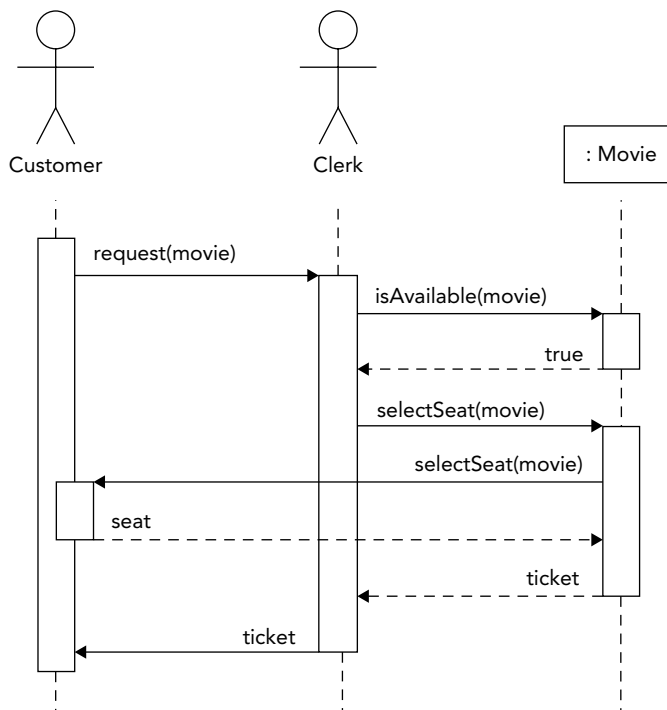 Customer
Clerk
: Movie
request(movie)
isAvailable(movie)
true
selectSeat(movie)
selectSeat(movie)
seat
ticket
ticket